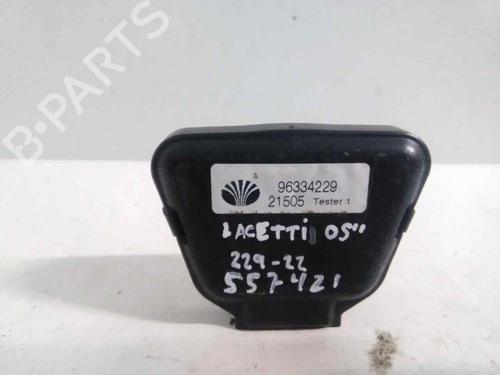 B-PARTS
96334229
21505 Tester 1
LACETTI 05"
229-22
557421